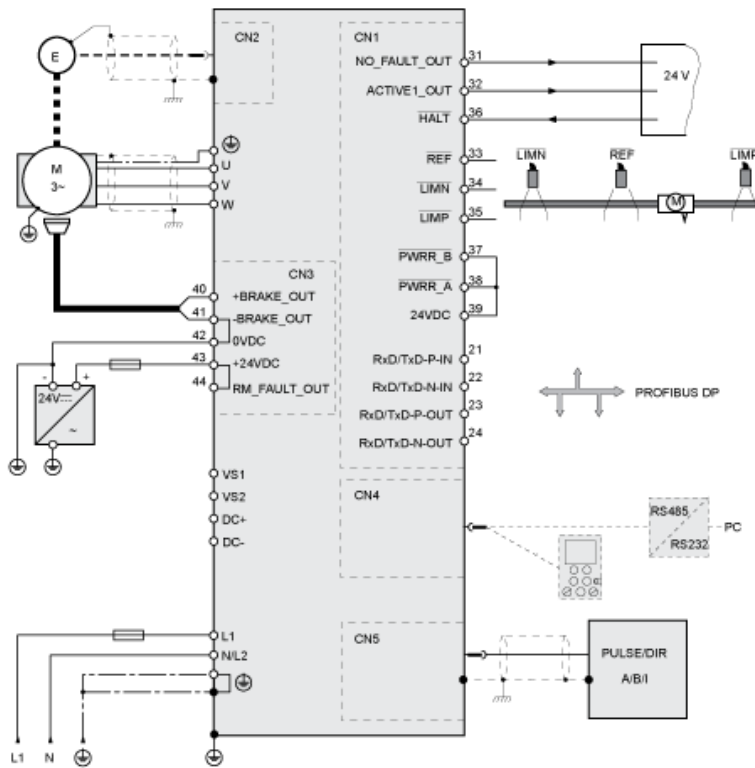 E
CN2
CN1
NO_FAULT_OUT 31
ACTIVE1_OUT 32
HALT 36
24 V
M
3~
U
V
W
REF 33
LIMN 34
LIMP 35
LIMN REF LIMP
M
PWRR_B 37
PWRR_A 38
24VDC 39
CN3
40 +BRAKE_OUT
41 -BRAKE_OUT
42 0VDC
43 +24VDC
44 RM_FAULT_OUT
- +
24V
~
RxD/TxD-P-IN 21
RxD/TxD-N-IN 22
RxD/TxD-P-OUT 23
RxD/TxD-N-OUT 24
PROFIBUS DP
VS1
VS2
DC+
DC-
CN4
RS485
RS232
PC
L1
N/L2
CN5
PULSE/DIR
A/B/I
L1 N